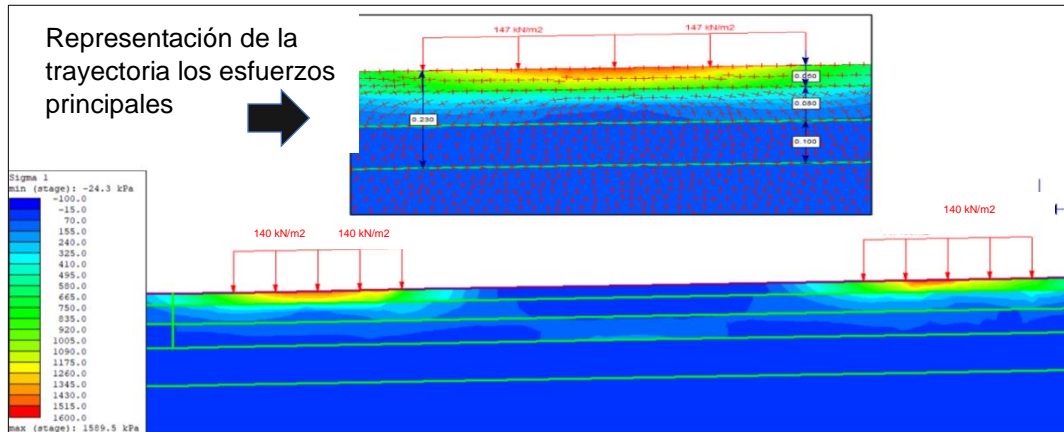 Representación de la
trayectoria los esfuerzos
principales
147 kN/m2 147 kN/m2
0.050
0.080
0.230
0.100
Sigma 1
min (stage): -24.3 kPa
-100.0
-15.0
70.0
155.0
240.0
325.0
410.0
495.0
580.0
665.0
750.0
835.0
920.0
1005.0
1090.0
1175.0
1260.0
1345.0
1430.0
1515.0
1600.0
max (stage): 1589.5 kPa
140 kN/m2 140 kN/m2
140 kN/m2